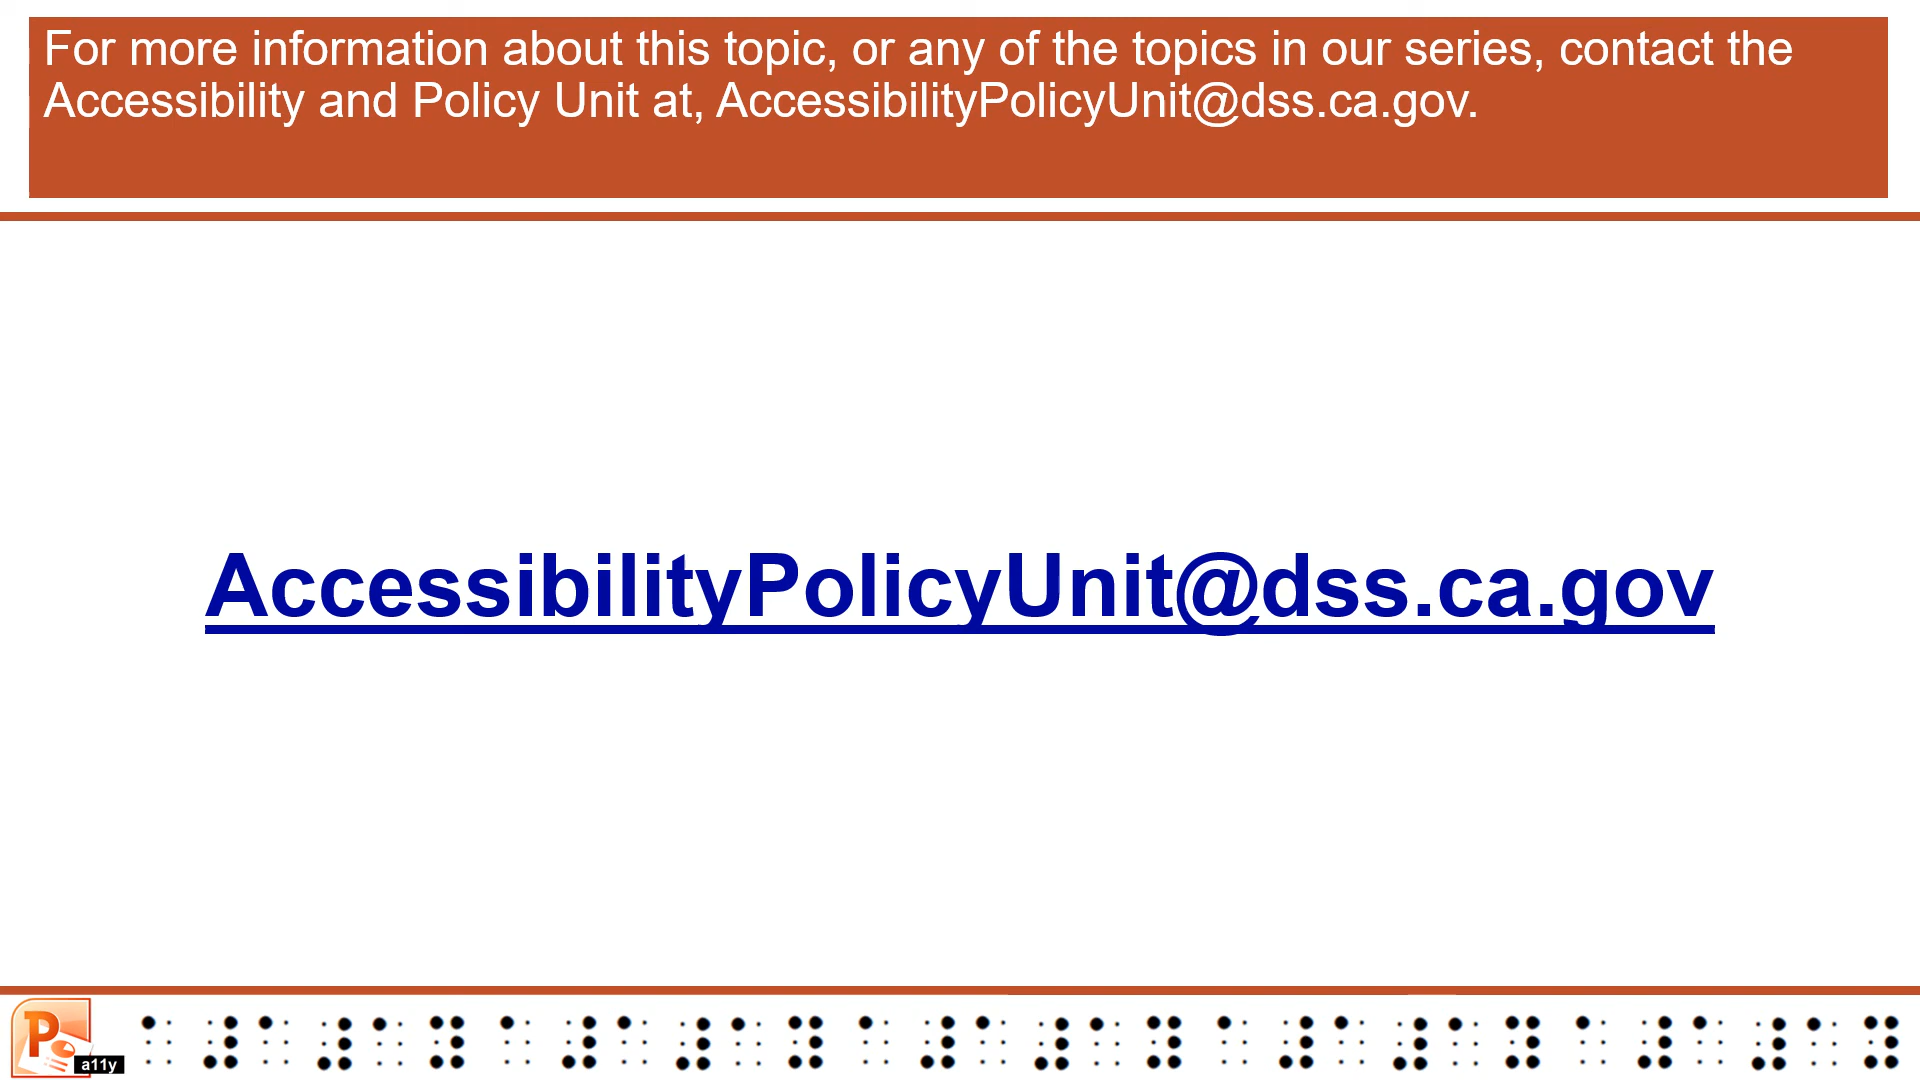 For more information about this topic, or any of the topics in our series, contact the
Accessibility and Policy Unit at, AccessibilityPolicyUnit@dss.ca.gov.
AccessibilityPolicyUnit@dss.ca.gov
P
a11y